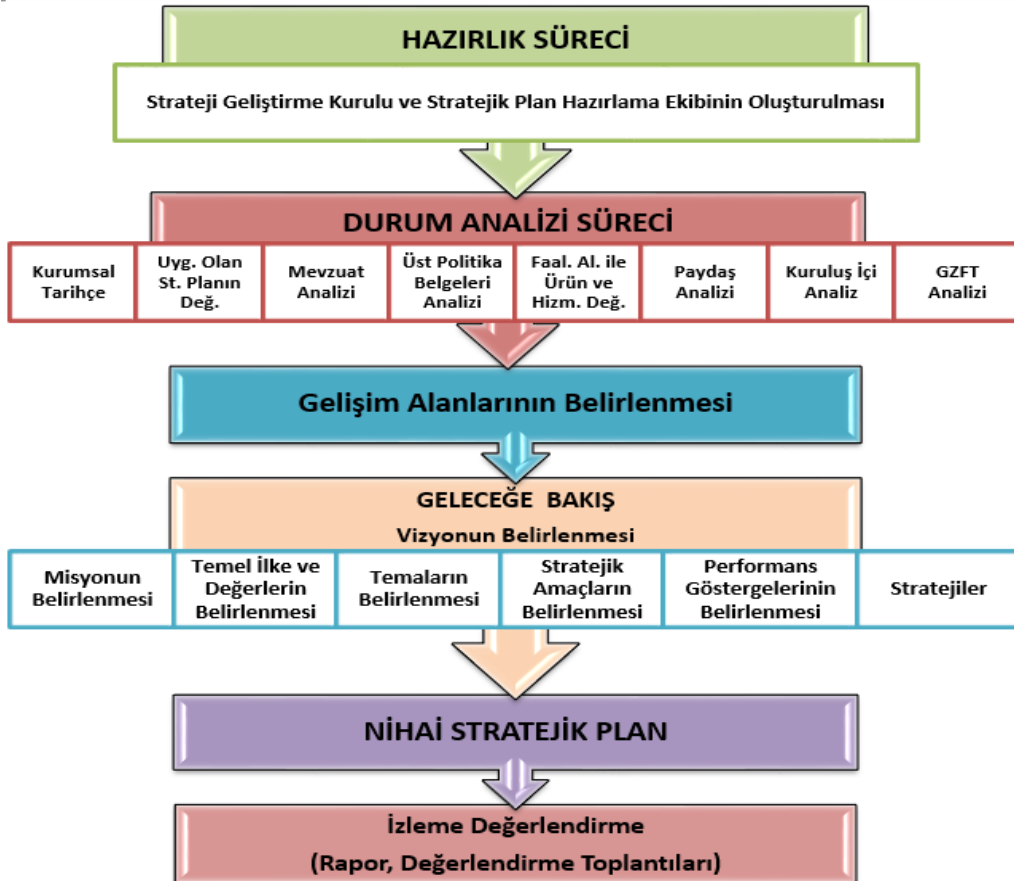 HAZIRLIK SÜRECİ
Strateji Geliştirme Kurulu ve Stratejik Plan Hazırlama Ekibinin Oluşturulması
DURUM ANALİZİ SÜRECİ
Kurumsal
Tarihçe
Uyg. Olan
St. Planın
Değ.
Mevzuat
Analizi
Üst Politika
Belgeleri
Analizi
Faal. Al. ile
Ürün ve
Hizm. Değ.
Paydaş
Analizi
Kuruluş İçi
Analiz
GZFT
Analizi
Gelişim Alanlarının Belirlenmesi
GELECEĞE BAKIŞ
Vizyonun Belirlenmesi
Misyonun
Belirlenmesi
Temel İlke ve
Değerlerin
Belirlenmesi
Temaların
Belirlenmesi
Stratejik
Amaçların
Belirlenmesi
Performans
Göstergelerinin
Belirlenmesi
Stratejiler
NİHAİ STRATEJİK PLAN
İzleme Değerlendirme
(Rapor, Değerlendirme Toplantıları)